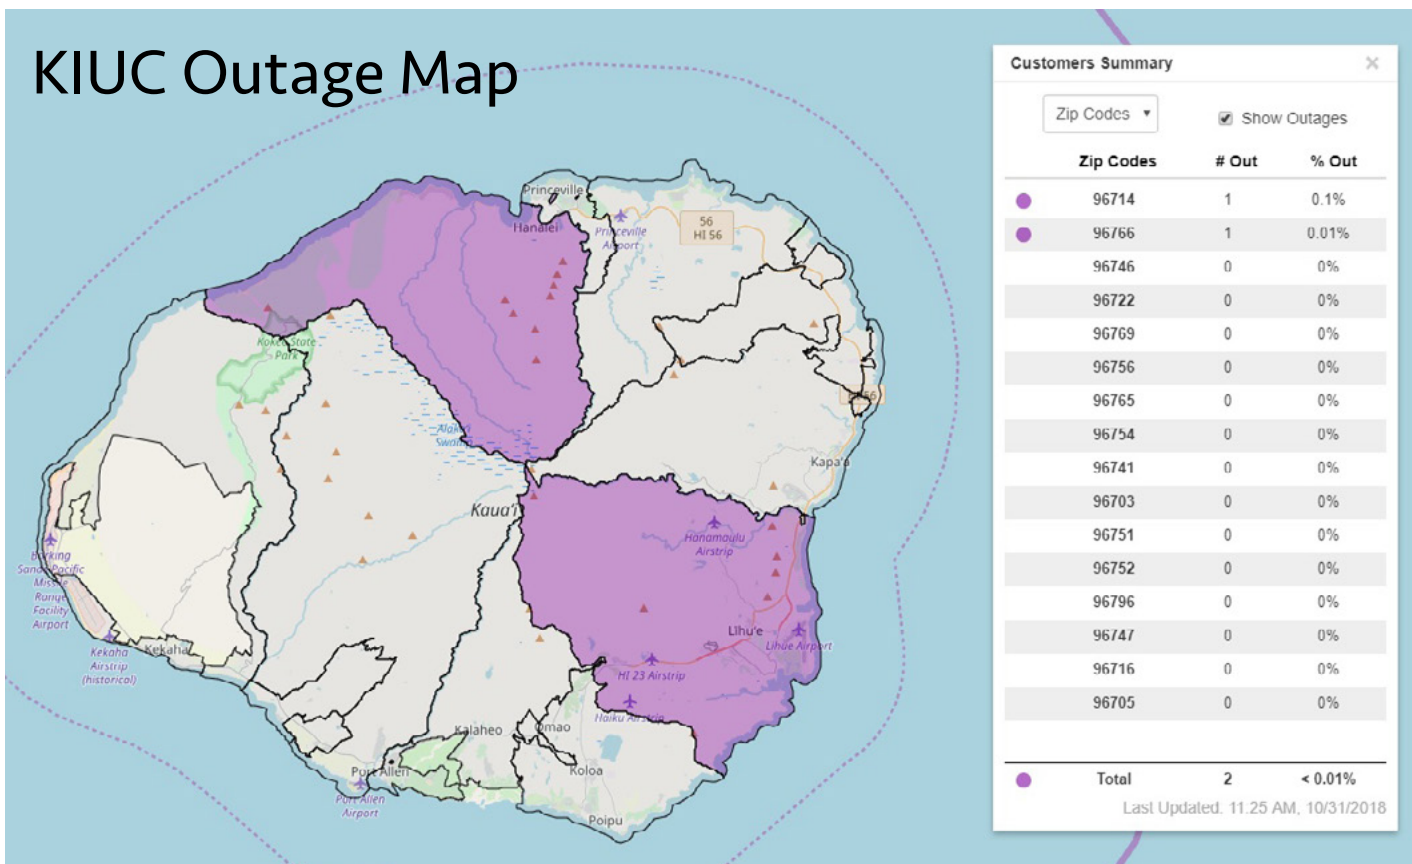 KIUC Outage Map
Princeville
Hanalei
Princeville
Airport
56
HI 56
Kokee State
Park
Swamp
Kapa'a
Kaua'i
Hanamaulu
Airstrip
Barking
Sands Pacific
Missile
Range
Facility
Airport
Kekaha
Kekaha
Airstrip
(historical)
Līhu'e
Lihue Airport
HI 23 Airstrip
Haiku Airstrip
Kalaheo
Omao
Koloa
Port Allen
Port Allen
Airport
Poipu
Customers Summary ×
Zip Codes ▾ Show Outages
Zip Codes # Out % Out
96714 1 0.1%
96766 1 0.01%
96746 0 0%
96722 0 0%
96769 0 0%
96756 0 0%
96765 0 0%
96754 0 0%
96741 0 0%
96703 0 0%
96751 0 0%
96752 0 0%
96796 0 0%
96747 0 0%
96716 0 0%
96705 0 0%
Total 2 < 0.01%
Last Updated: 11:25 AM, 10/31/2018